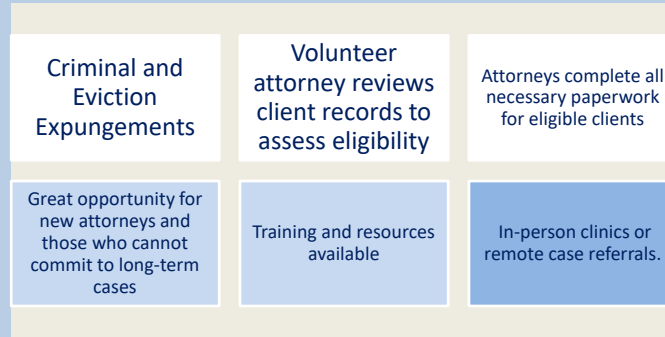 Criminal and
Eviction
Expungements
Volunteer
attorney reviews
client records to
assess eligibility
Attorneys complete all
necessary paperwork
for eligible clients
Great opportunity for
new attorneys and
those who cannot
commit to long-term
cases
Training and resources
available
In-person clinics or
remote case referrals.